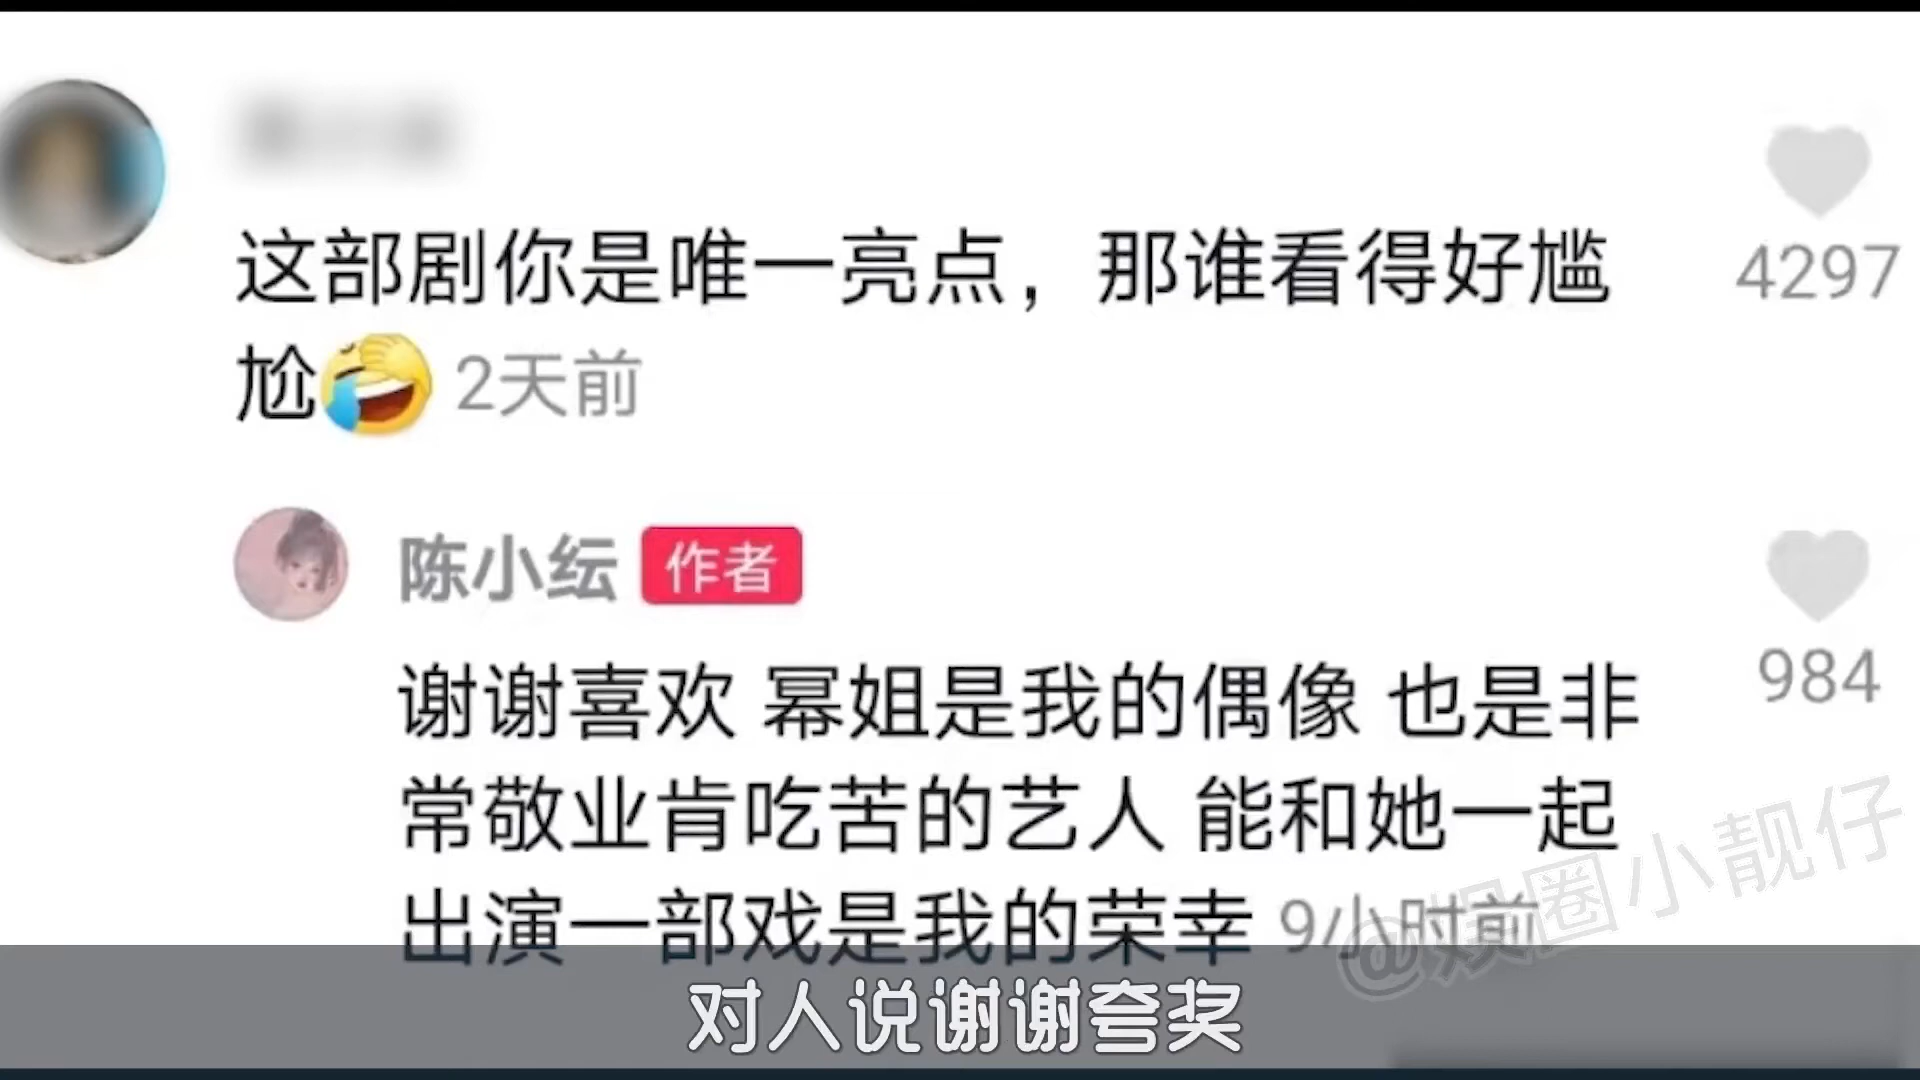 这部剧你是唯一亮点，那谁看得好尴
4297
尬 2天前
陈小纭 作者
谢谢喜欢 幂姐是我的偶像 也是非
984
常敬业肯吃苦的艺人 能和她一起
出演一部戏是我的荣幸 9小时前
@娱圈小靓仔
对人说谢谢夸奖